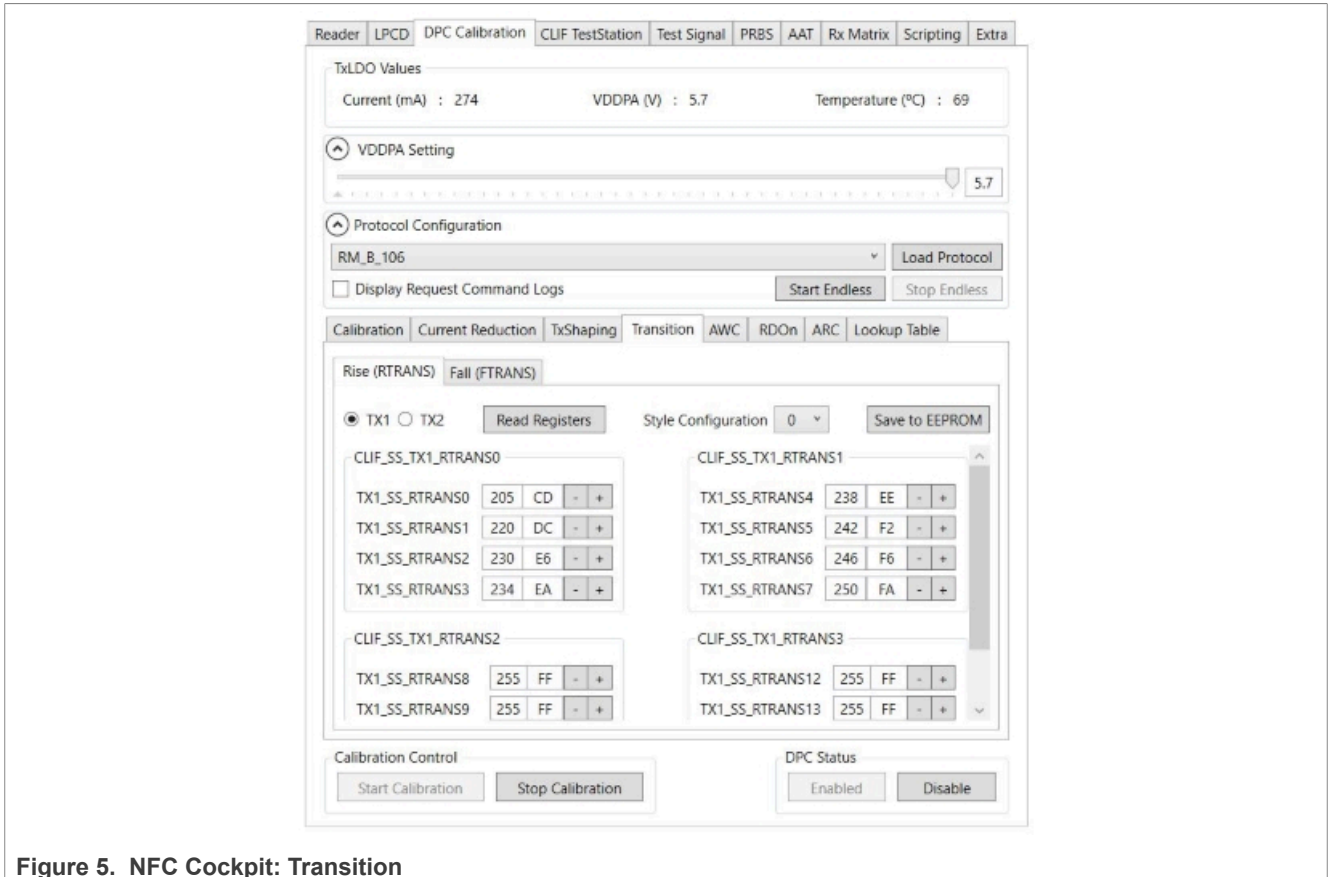 Reader LPCD DPC Calibration CLIF TestStation Test Signal PRBS AAT Rx Matrix Scripting Extra
TxLDO Values
Current (mA) : 274 VDDPA (V) : 5.7 Temperature (ºC) : 69
VDDPA Setting
5.7
Protocol Configuration
RM_B_106 Load Protocol
Display Request Command Logs Start Endless Stop Endless
Calibration Current Reduction TxShaping Transition AWC RDOn ARC Lookup Table
Rise (RTRANS) Fall (FTRANS)
TX1 TX2 Read Registers Style Configuration 0 Save to EEPROM
CLIF_SS_TX1_RTRANS0 CLIF_SS_TX1_RTRANS1
TX1_SS_RTRANS0 205 CD - + TX1_SS_RTRANS4 238 EE - +
TX1_SS_RTRANS1 220 DC - + TX1_SS_RTRANS5 242 F2 - +
TX1_SS_RTRANS2 230 E6 - + TX1_SS_RTRANS6 246 F6 - +
TX1_SS_RTRANS3 234 EA - + TX1_SS_RTRANS7 250 FA - +
CLIF_SS_TX1_RTRANS2 CLIF_SS_TX1_RTRANS3
TX1_SS_RTRANS8 255 FF - + TX1_SS_RTRANS12 255 FF - +
TX1_SS_RTRANS9 255 FF - + TX1_SS_RTRANS13 255 FF - +
Calibration Control DPC Status
Start Calibration Stop Calibration Enabled Disable
Figure 5. NFC Cockpit: Transition